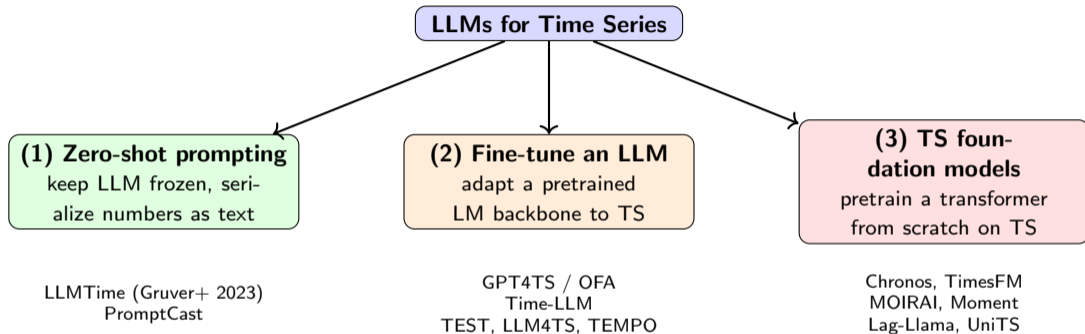 LLMs for Time Series
(1) Zero-shot prompting
keep LLM frozen, seri-
alize numbers as text
(2) Fine-tune an LLM
adapt a pretrained
LM backbone to TS
(3) TS foun-
dation models
pretrain a transformer
from scratch on TS
LLMTime (Gruver+ 2023)
PromptCast
GPT4TS / OFA
Time-LLM
TEST, LLM4TS, TEMPO
Chronos, TimesFM
MOIRAI, Moment
Lag-Llama, UniTS